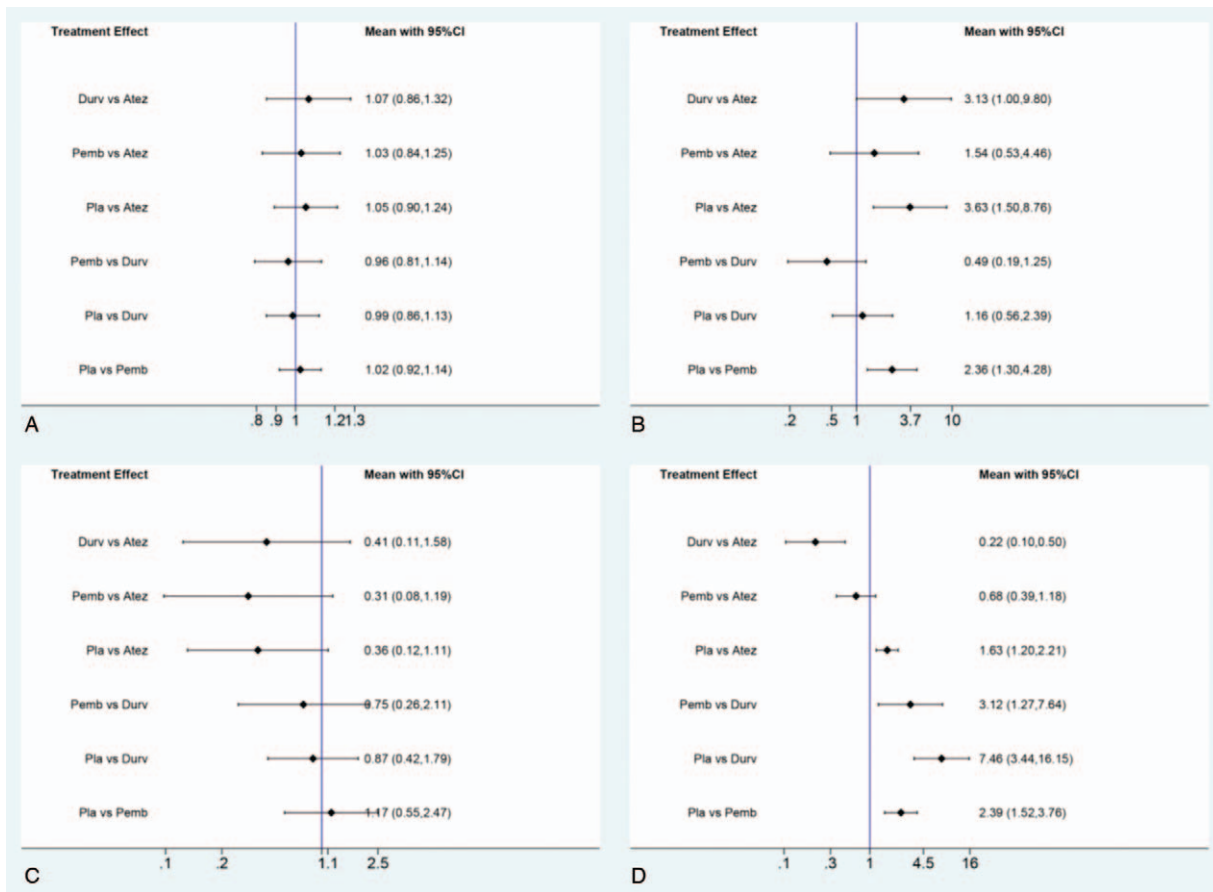 Treatment Effect Mean with 95%CI
Durv vs Atez 1.07 (0.86,1.32)
Pemb vs Atez 1.03 (0.84,1.25)
Pla vs Atez 1.05 (0.90,1.24)
Pemb vs Durv 0.96 (0.81,1.14)
Pla vs Durv 0.99 (0.86,1.13)
Pla vs Pemb 1.02 (0.92,1.14)
.8 .9 1 1.21.3
A
Treatment Effect Mean with 95%CI
Durv vs Atez 3.13 (1.00,9.80)
Pemb vs Atez 1.54 (0.53,4.46)
Pla vs Atez 3.63 (1.50,8.76)
Pemb vs Durv 0.49 (0.19,1.25)
Pla vs Durv 1.16 (0.56,2.39)
Pla vs Pemb 2.36 (1.30,4.28)
.2 .5 1 3.7 10
B
Treatment Effect Mean with 95%CI
Durv vs Atez 0.41 (0.11,1.58)
Pemb vs Atez 0.31 (0.08,1.19)
Pla vs Atez 0.36 (0.12,1.11)
Pemb vs Durv 0.75 (0.26,2.11)
Pla vs Durv 0.87 (0.42,1.79)
Pla vs Pemb 1.17 (0.55,2.47)
.1 .2 1 1.1 2.5
C
Treatment Effect Mean with 95%CI
Durv vs Atez 0.22 (0.10,0.50)
Pemb vs Atez 0.68 (0.39,1.18)
Pla vs Atez 1.63 (1.20,2.21)
Pemb vs Durv 3.12 (1.27,7.64)
Pla vs Durv 7.46 (3.44,16.15)
Pla vs Pemb 2.39 (1.52,3.76)
.1 .3 1 4.5 16
D